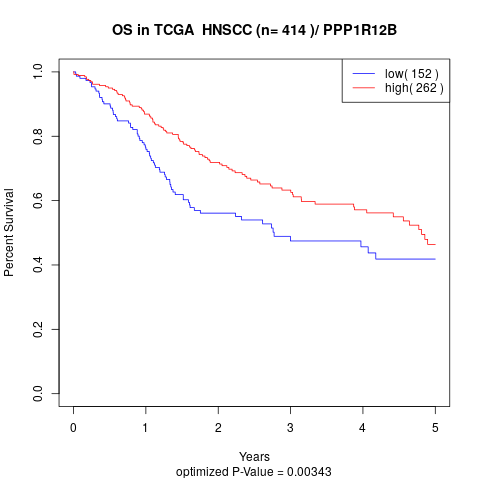 OS in TCGA  HNSCC (n= 414 )/ PPP1R12B
low( 152 )
high( 262 )
Percent Survival
1.0
0.8
0.6
0.4
0.2
0.0
0 1 2 3 4 5
Years
optimized P-Value = 0.00343